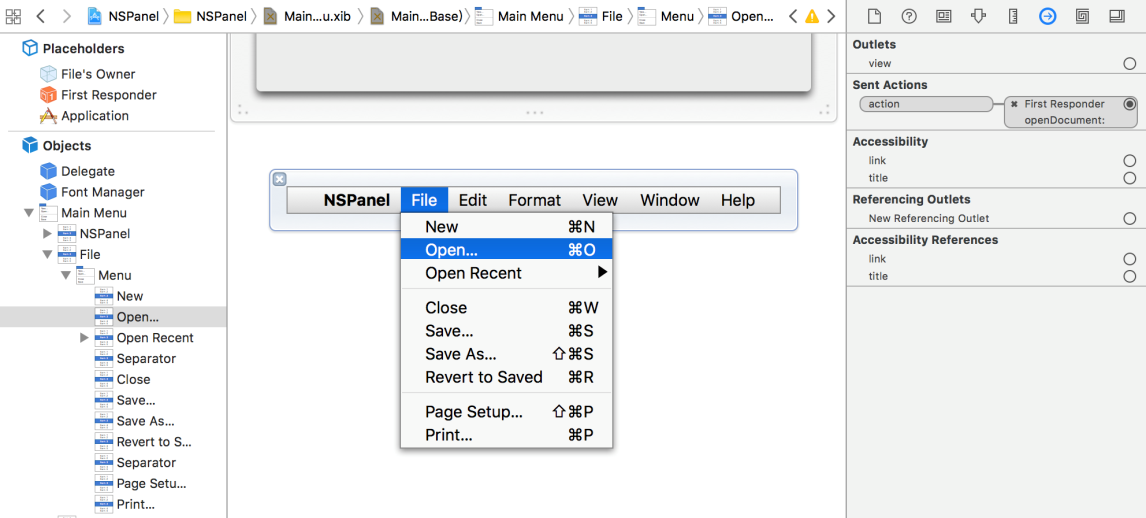 NSPanel NSPanel Main...u.xib Main...Base) Main Menu File Menu Open...
Placeholders
File's Owner
First Responder
Application
Objects
Delegate
Font Manager
Main Menu
NSPanel
File
Menu
New
Open...
Open Recent
Separator
Close
Save...
Save As...
Revert to S...
Separator
Page Setu...
Print...
NSPanel File Edit Format View Window Help
New ⌘N
Open... ⌘O
Open Recent
Close ⌘W
Save... ⌘S
Save As... ⇧⌘S
Revert to Saved ⌘R
Page Setup... ⇧⌘P
Print... ⌘P
Outlets
view
Sent Actions
action First Responder
openDocument:
Accessibility
link
title
Referencing Outlets
New Referencing Outlet
Accessibility References
link
title